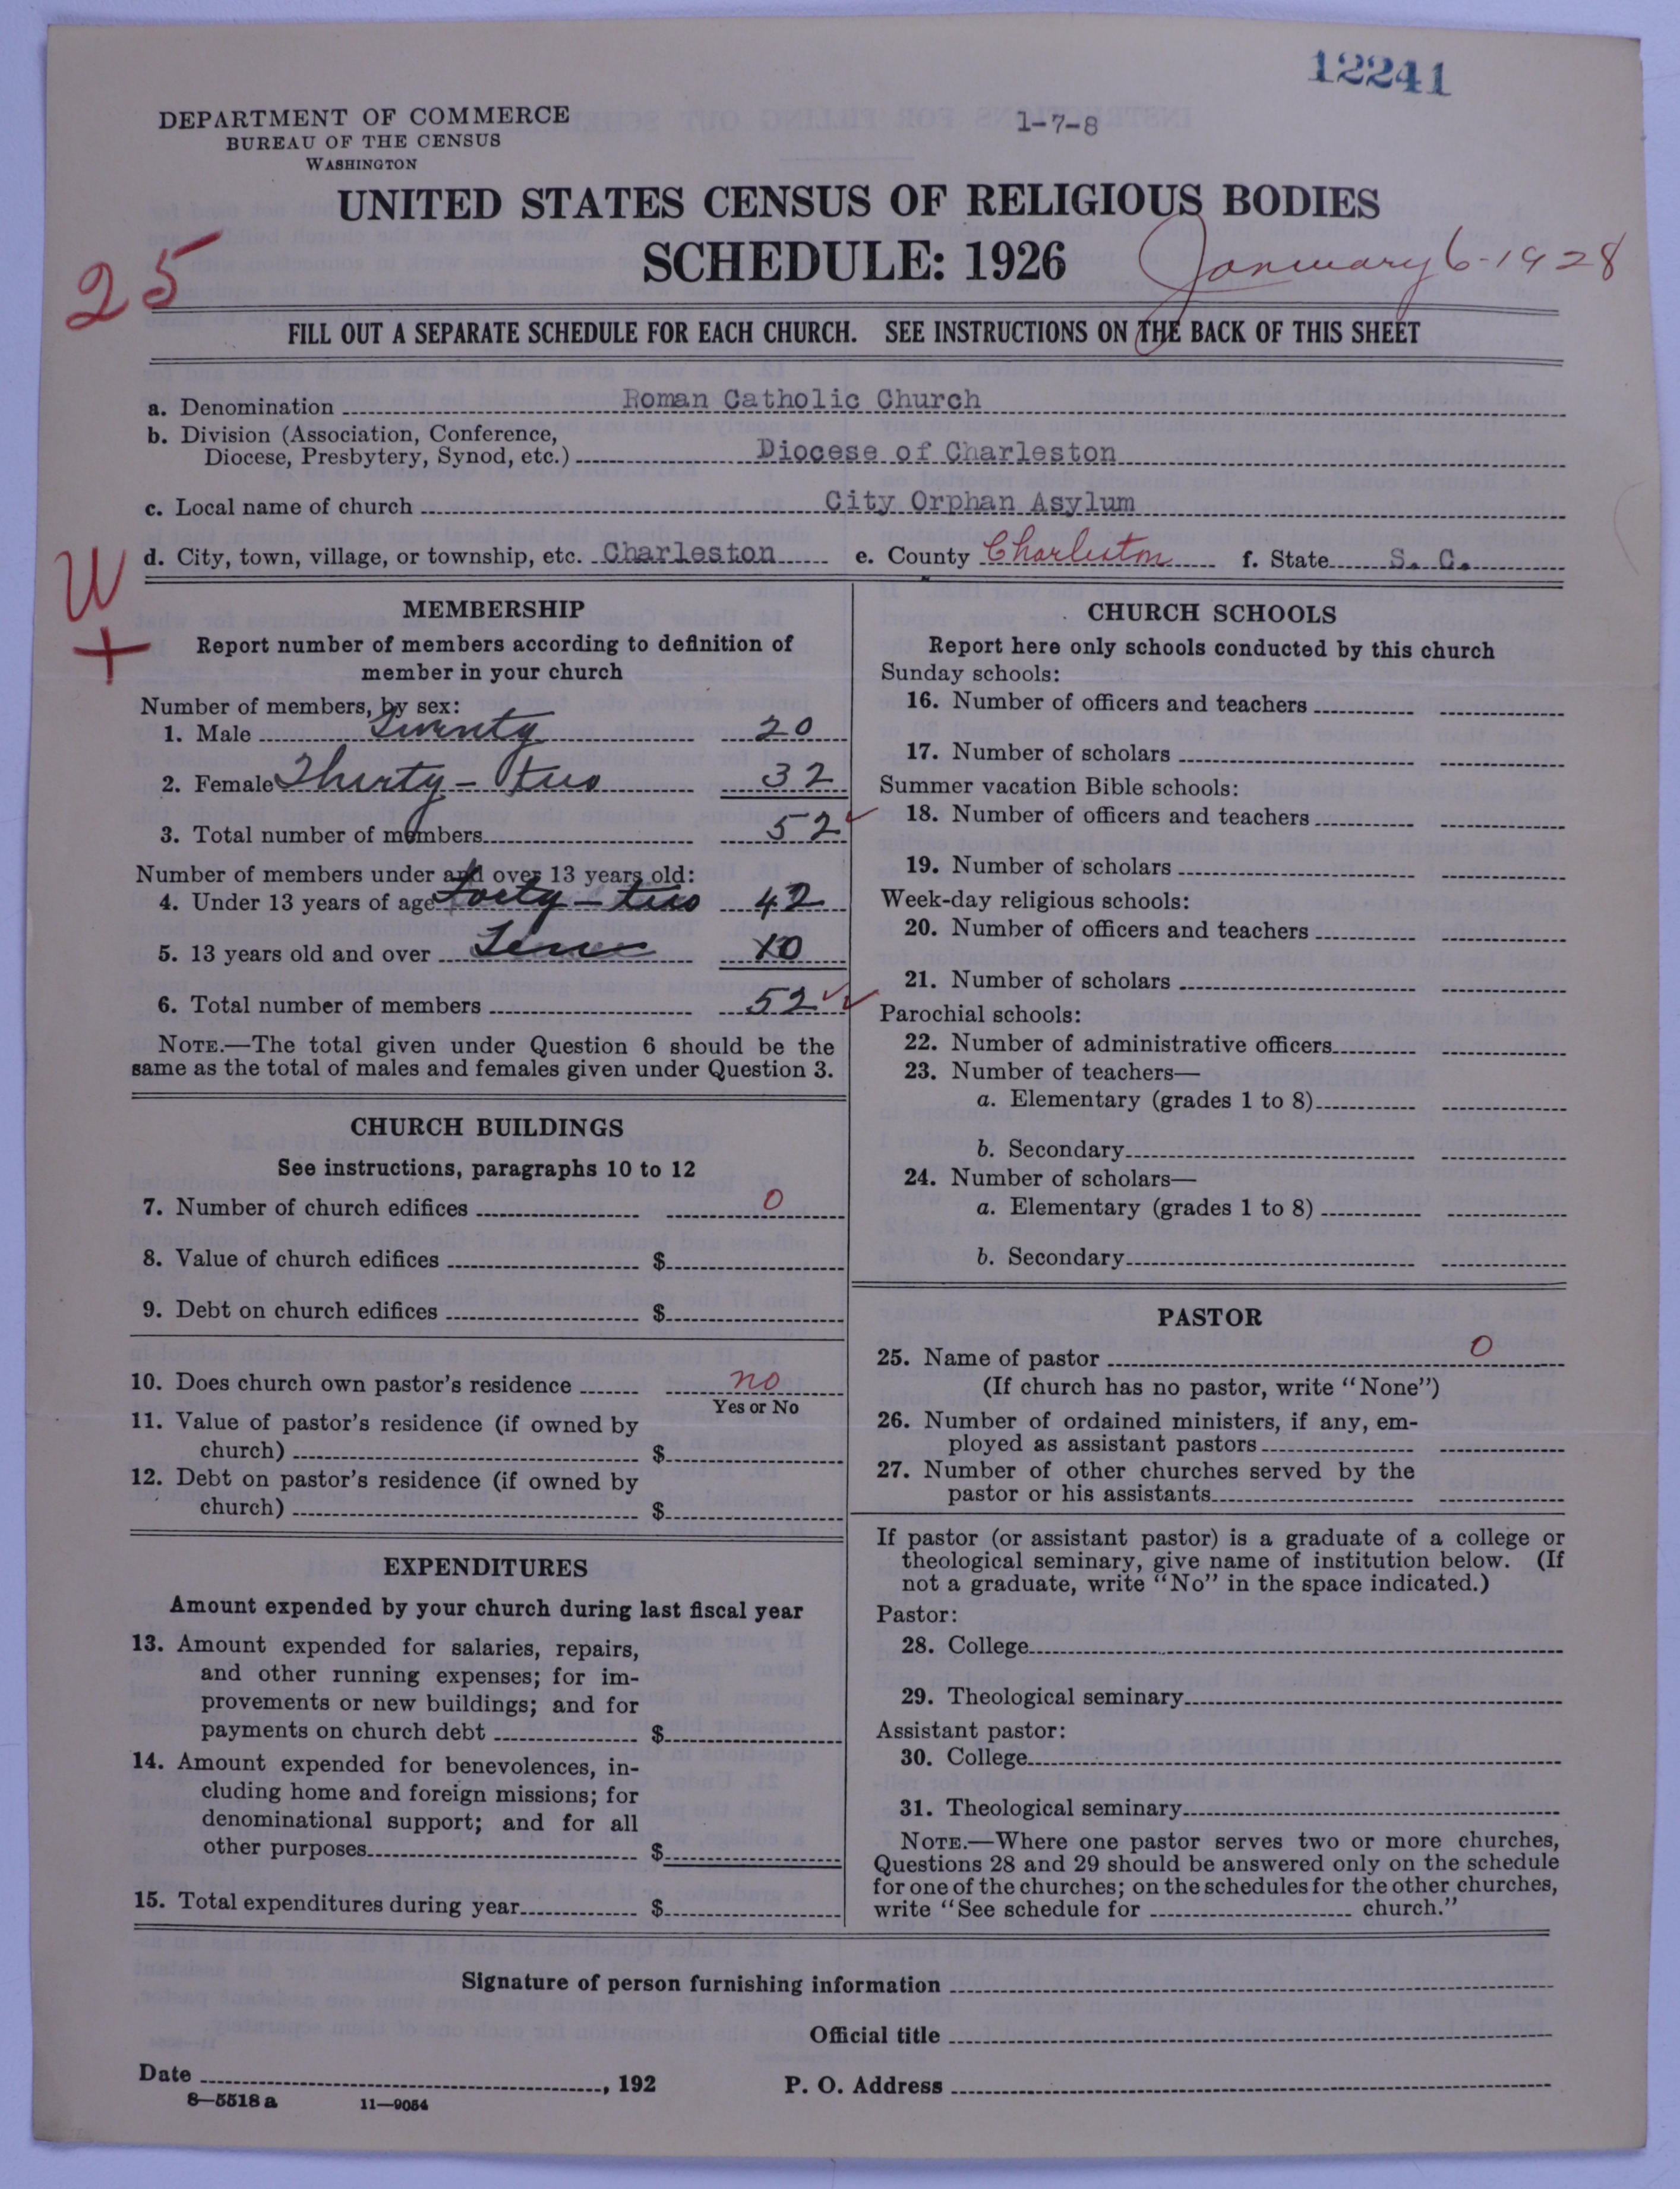 12241
DEPARTMENT OF COMMERCE
BUREAU OF THE CENSUS
WASHINGTON
1-7-8
UNITED STATES CENSUS OF RELIGIOUS BODIES
SCHEDULE: 1926
January 6-1928
25
FILL OUT A SEPARATE SCHEDULE FOR EACH CHURCH. SEE INSTRUCTIONS ON THE BACK OF THIS SHEET
a. Denomination Roman Catholic Church
b. Division (Association, Conference,
Diocese, Presbytery, Synod, etc.) Diocese of Charleston
c. Local name of church City Orphan Asylum
d. City, town, village, or township, etc. Charleston e. County Charleston f. State S. C.
W
+
MEMBERSHIP
Report number of members according to definition of
member in your church
Number of members, by sex:
1. Male Twenty 20
2. Female Thirty-two 32
3. Total number of members 52
Number of members under and over 13 years old:
4. Under 13 years of age forty-two 42
5. 13 years old and over 10
6. Total number of members 52
NOTE.—The total given under Question 6 should be the
same as the total of males and females given under Question 3.
CHURCH BUILDINGS
See instructions, paragraphs 10 to 12
7. Number of church edifices 0
8. Value of church edifices $
9. Debt on church edifices $
10. Does church own pastor's residence no
Yes or No
11. Value of pastor's residence (if owned by
church) $
12. Debt on pastor's residence (if owned by
church) $
EXPENDITURES
Amount expended by your church during last fiscal year
13. Amount expended for salaries, repairs,
and other running expenses; for im-
provements or new buildings; and for
payments on church debt $
14. Amount expended for benevolences, in-
cluding home and foreign missions; for
denominational support; and for all
other purposes $
15. Total expenditures during year $
CHURCH SCHOOLS
Report here only schools conducted by this church
Sunday schools:
16. Number of officers and teachers
17. Number of scholars
Summer vacation Bible schools:
18. Number of officers and teachers
19. Number of scholars
Week-day religious schools:
20. Number of officers and teachers
21. Number of scholars
Parochial schools:
22. Number of administrative officers
23. Number of teachers—
a. Elementary (grades 1 to 8)
b. Secondary
24. Number of scholars—
a. Elementary (grades 1 to 8)
b. Secondary
PASTOR
25. Name of pastor 0
(If church has no pastor, write "None")
26. Number of ordained ministers, if any, em-
ployed as assistant pastors
27. Number of other churches served by the
pastor or his assistants
If pastor (or assistant pastor) is a graduate of a college or
theological seminary, give name of institution below. (If
not a graduate, write "No" in the space indicated.)
Pastor:
28. College
29. Theological seminary
Assistant pastor:
30. College
31. Theological seminary
NOTE.—Where one pastor serves two or more churches,
Questions 28 and 29 should be answered only on the schedule
for one of the churches; on the schedules for the other churches,
write "See schedule for church."
Signature of person furnishing information
Official title
Date , 192 P. O. Address
8—5518 a 11—9054